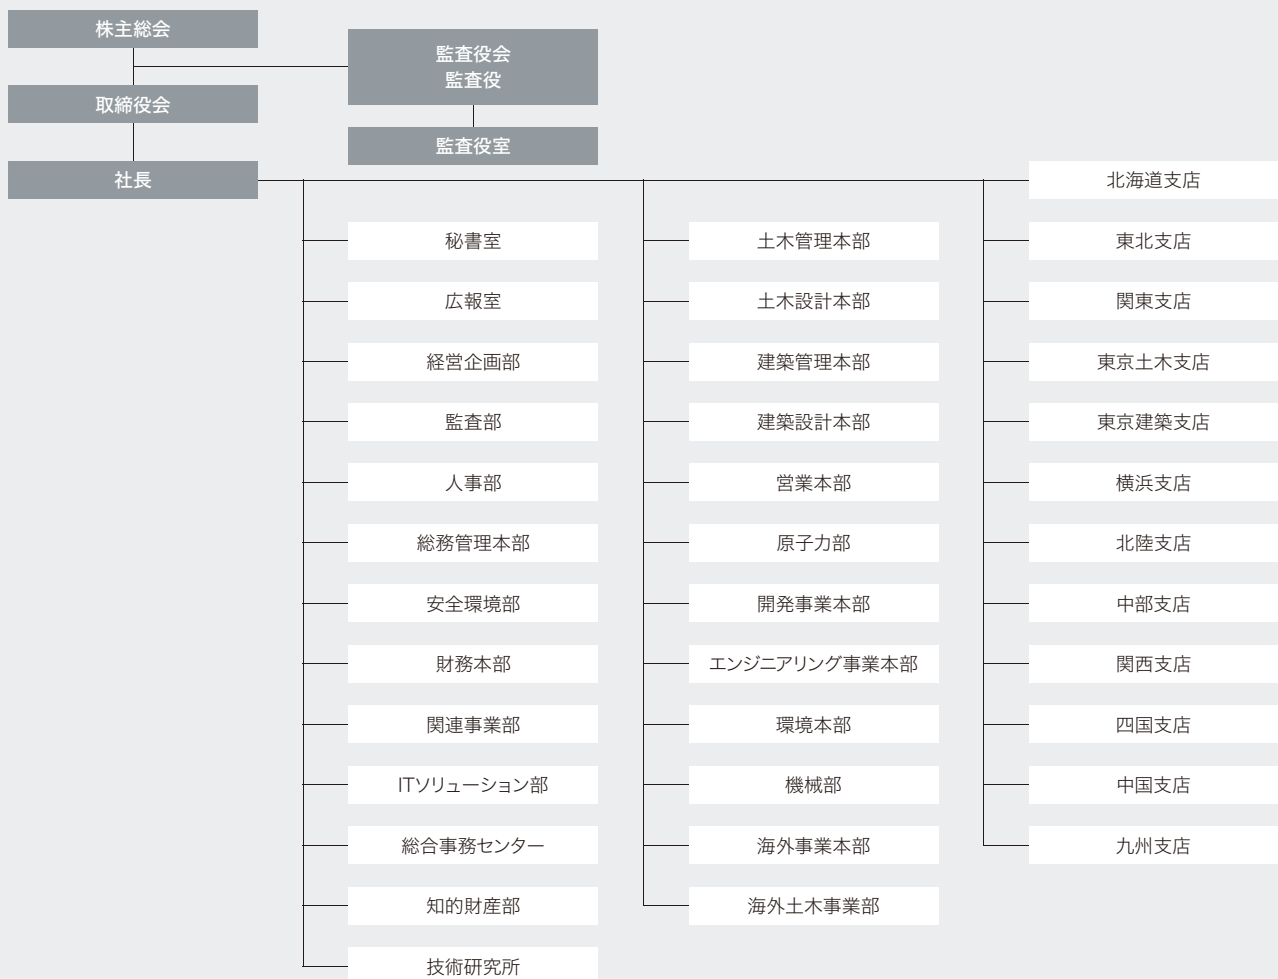 株主総会
監査役会
監査役
取締役会
監査役室
社長
秘書室
広報室
経営企画部
監査部
人事部
総務管理本部
安全環境部
財務本部
関連事業部
ITソリューション部
総合事務センター
知的財産部
技術研究所
土木管理本部
土木設計本部
建築管理本部
建築設計本部
営業本部
原子力部
開発事業本部
エンジニアリング事業本部
環境本部
機械部
海外事業本部
海外土木事業部
北海道支店
東北支店
関東支店
東京土木支店
東京建築支店
横浜支店
北陸支店
中部支店
関西支店
四国支店
中国支店
九州支店